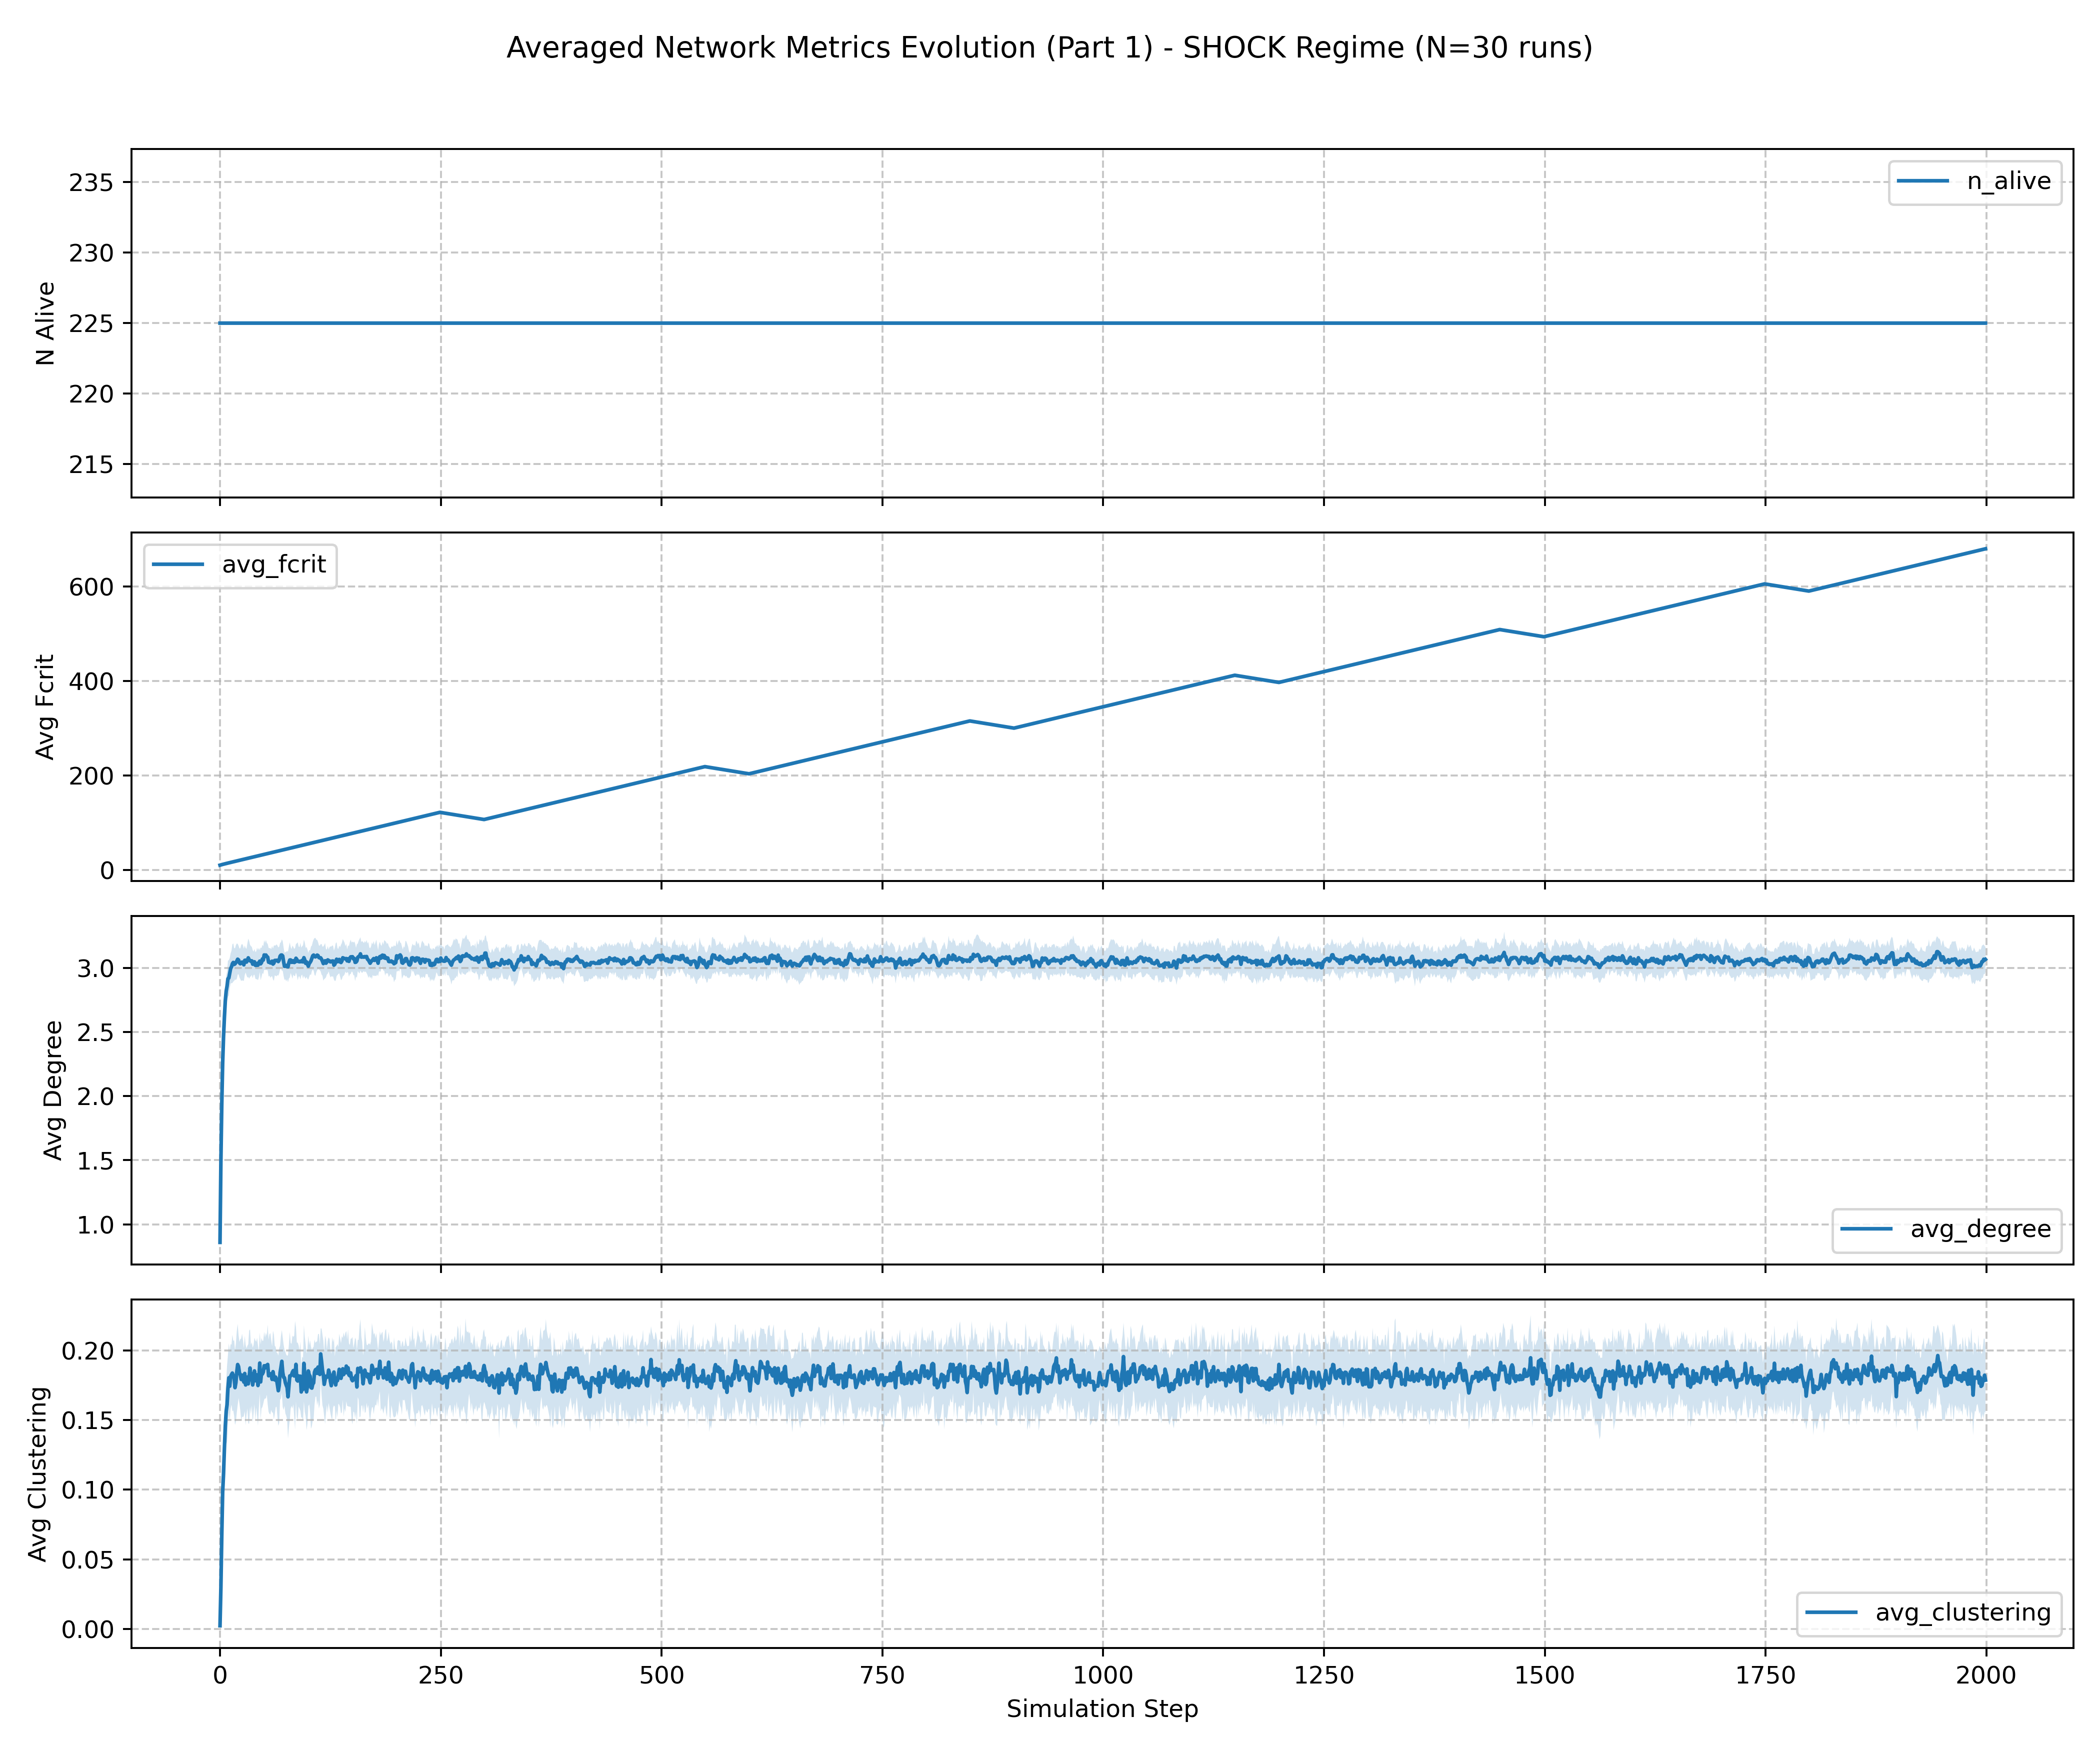 Averaged Network Metrics Evolution (Part 1) - SHOCK Regime (N=30 runs)
235
230
225
220
215
N Alive
n_alive
600
400
200
0
Avg Fcrit
avg_fcrit
3.0
2.5
2.0
1.5
1.0
Avg Degree
avg_degree
0.20
0.15
0.10
0.05
0.00
Avg Clustering
avg_clustering
0 250 500 750 1000 1250 1500 1750 2000
Simulation Step